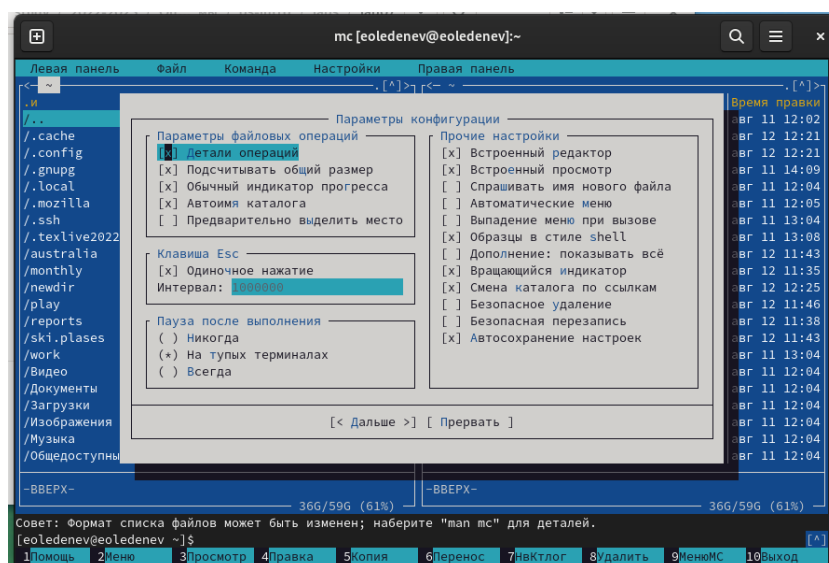 mc [eoledenev@eoledenev]:~
Левая панель Файл Команда Настройки Правая панель
<— ~ .[^]> <— ~ .[^]>
.и Время правки
/.. авг 11 12:02
/.cache авг 12 12:21
/.config авг 12 12:21
/.gnupg авг 11 14:09
/.local авг 11 12:04
/.mozilla авг 11 12:05
/.ssh авг 11 13:04
/.texlive2022 авг 11 13:08
/australia авг 12 11:43
/monthly авг 12 11:35
/newdir авг 12 12:25
/play авг 12 11:46
/reports авг 12 11:38
/ski.plases авг 12 11:43
/work авг 11 13:04
/Видео авг 11 12:04
/Документы авг 11 12:04
/Загрузки авг 11 12:04
/Изображения авг 11 12:04
/Музыка авг 11 12:04
/Общедоступны авг 11 12:04
Параметры конфигурации
Параметры файловых операций
[x] Детали операций
[x] Подсчитывать общий размер
[x] Обычный индикатор прогресса
[x] Автоимя каталога
[ ] Предварительно выделить место
Клавиша Esc
[x] Одиночное нажатие
Интервал: 1000000
Пауза после выполнения
( ) Никогда
(*) На тупых терминалах
( ) Всегда
Прочие настройки
[x] Встроенный редактор
[x] Встроенный просмотр
[ ] Спрашивать имя нового файла
[ ] Автоматические меню
[ ] Выпадение меню при вызове
[x] Образцы в стиле shell
[ ] Дополнение: показывать всё
[x] Вращающийся индикатор
[x] Смена каталога по ссылкам
[ ] Безопасное удаление
[ ] Безопасная перезапись
[x] Автосохранение настроек
[< Дальше >] [ Прервать ]
-ВВЕРХ- -ВВЕРХ-
36G/59G (61%) 36G/59G (61%)
Совет: Формат списка файлов может быть изменен; наберите "man mc" для деталей.
[eoledenev@eoledenev ~]$ [^]
1Помощь 2Меню 3Просмотр 4Правка 5Копия 6Перенос 7НвКтлог 8Удалить 9МенюМС 10Выход